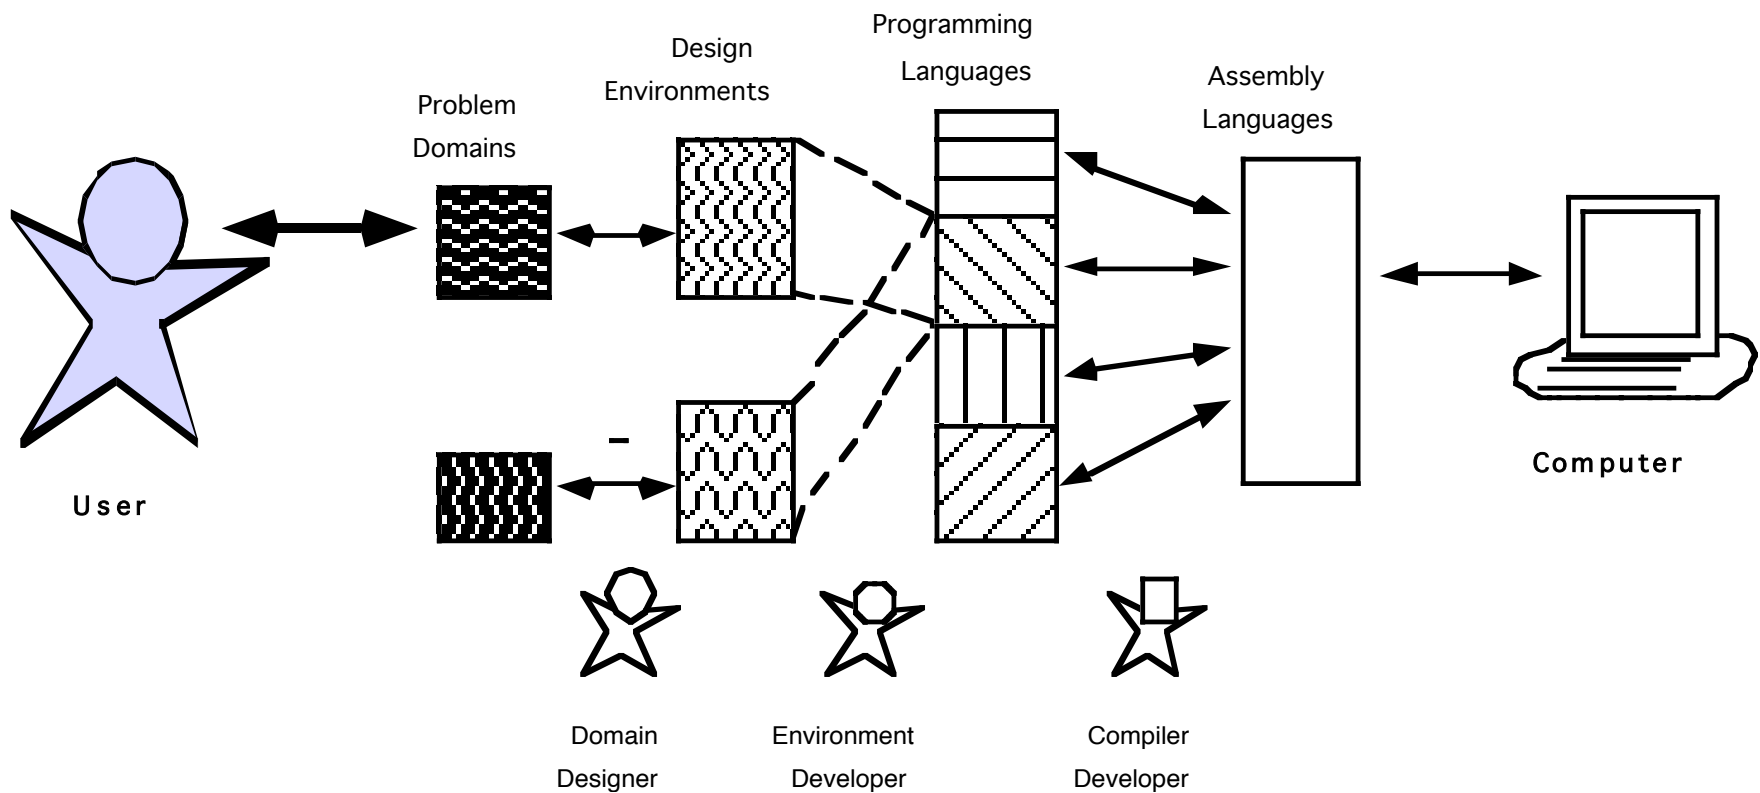 Programming
Languages
Design
Environments
Assembly
Languages
Problem
Domains
User
Computer
Domain
Designer
Environment
Developer
Compiler
Developer